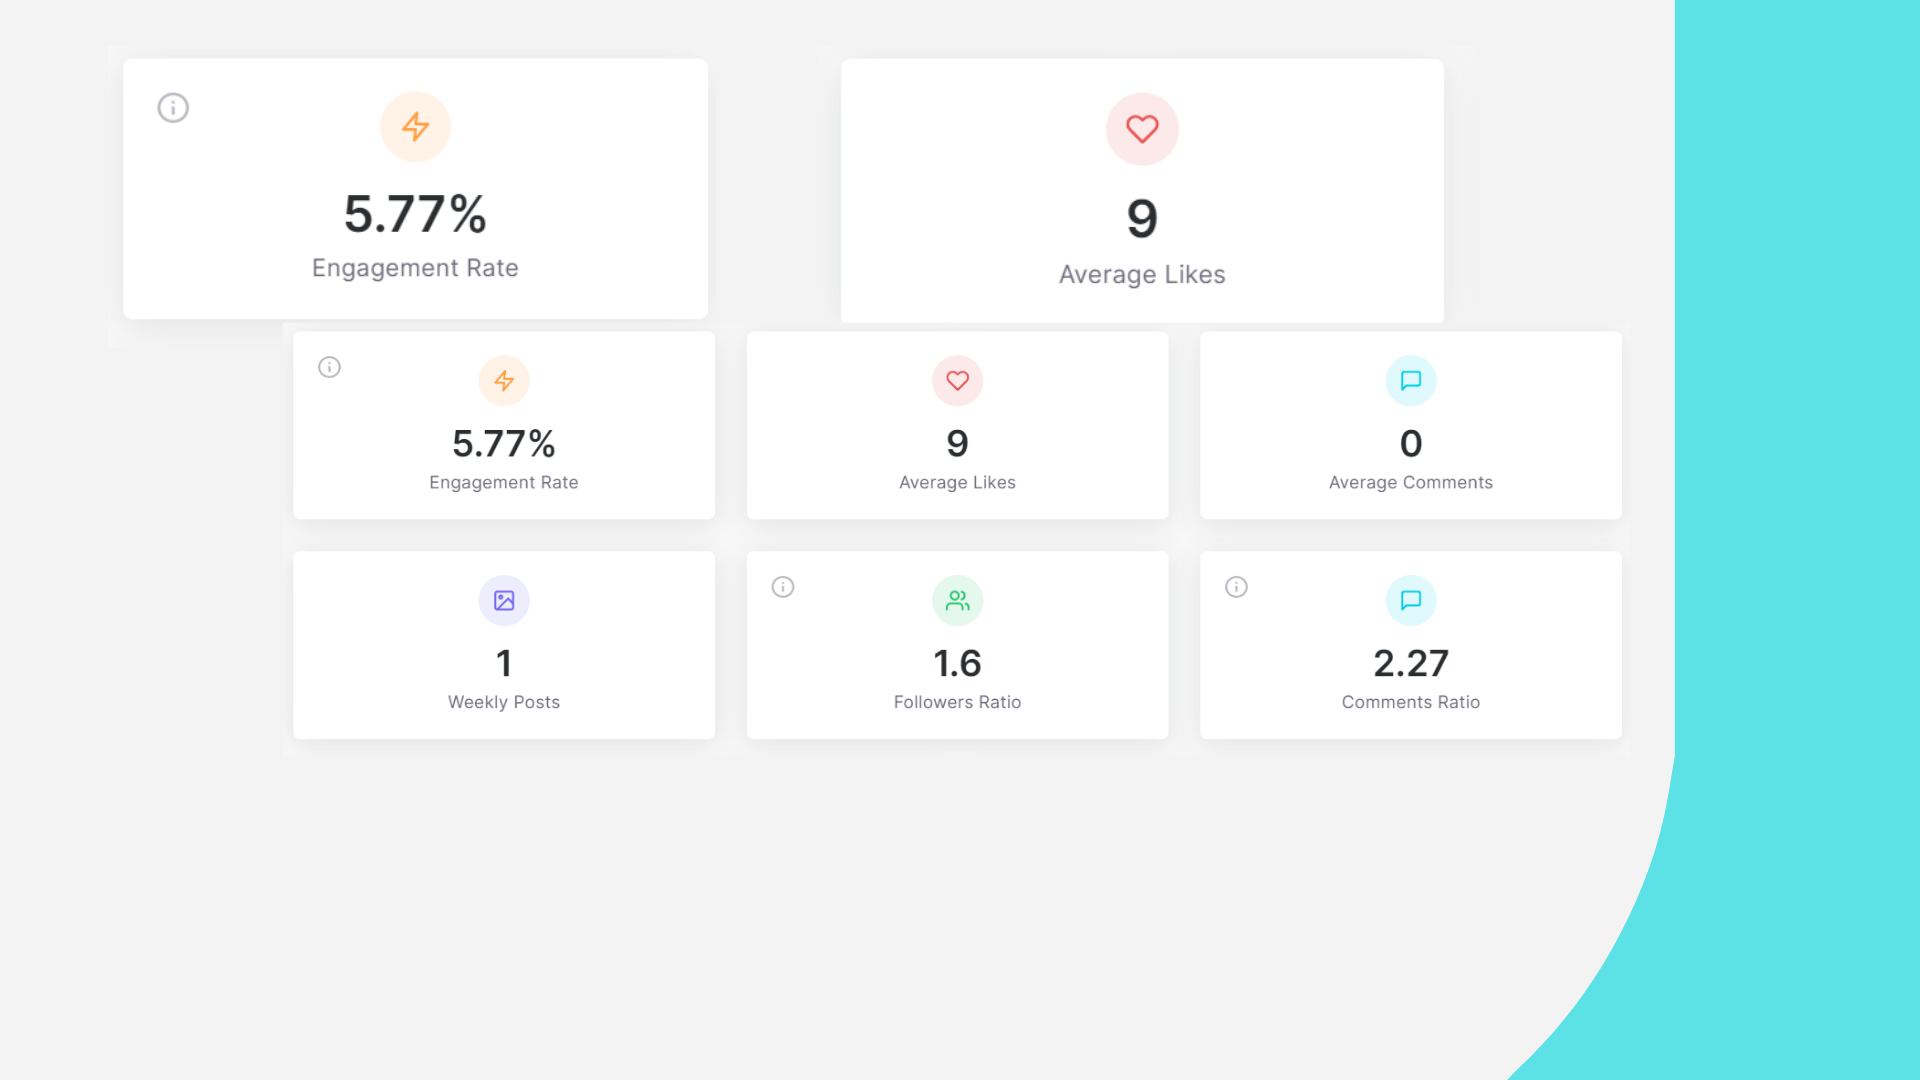 5.77%
Engagement Rate
9
Average Likes
5.77%
Engagement Rate
9
Average Likes
0
Average Comments
1
Weekly Posts
1.6
Followers Ratio
2.27
Comments Ratio